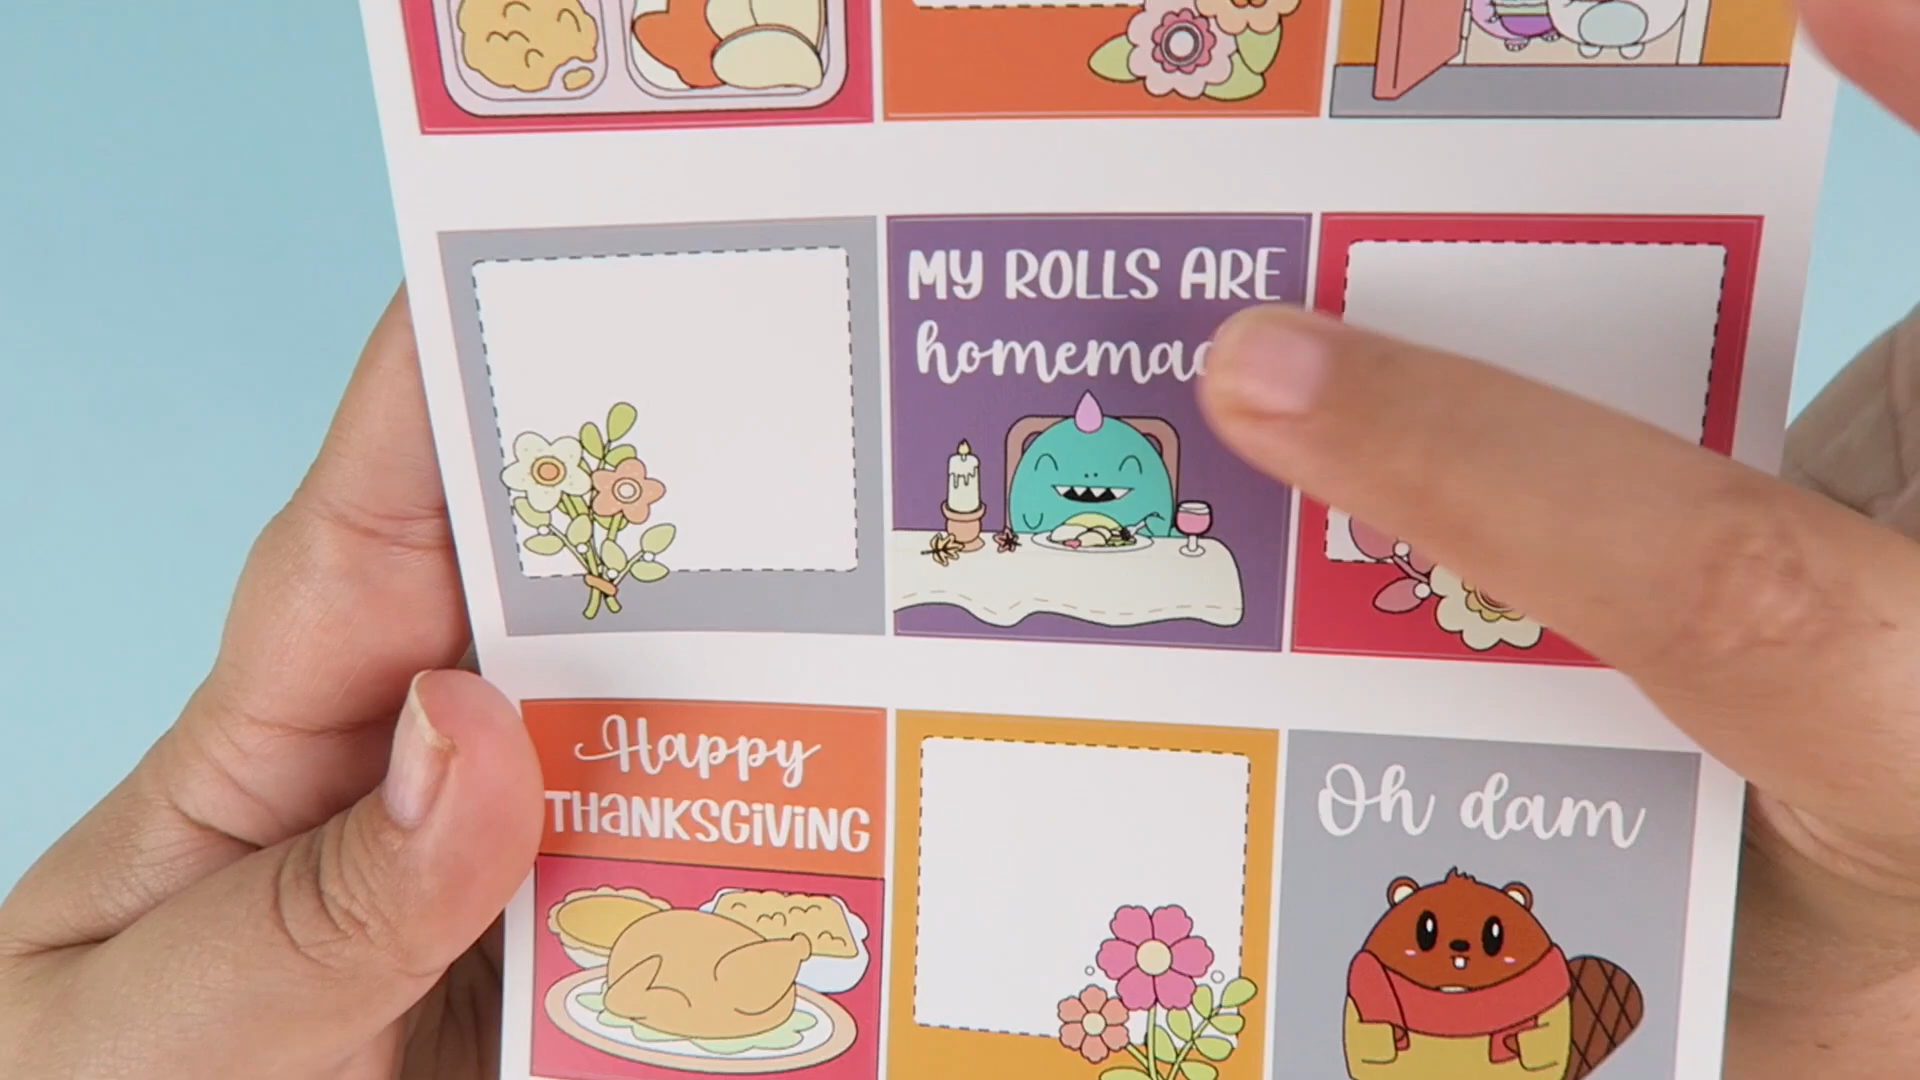 MY ROLLS ARE
homemad
Happy
THANKSGIVING
Oh dam